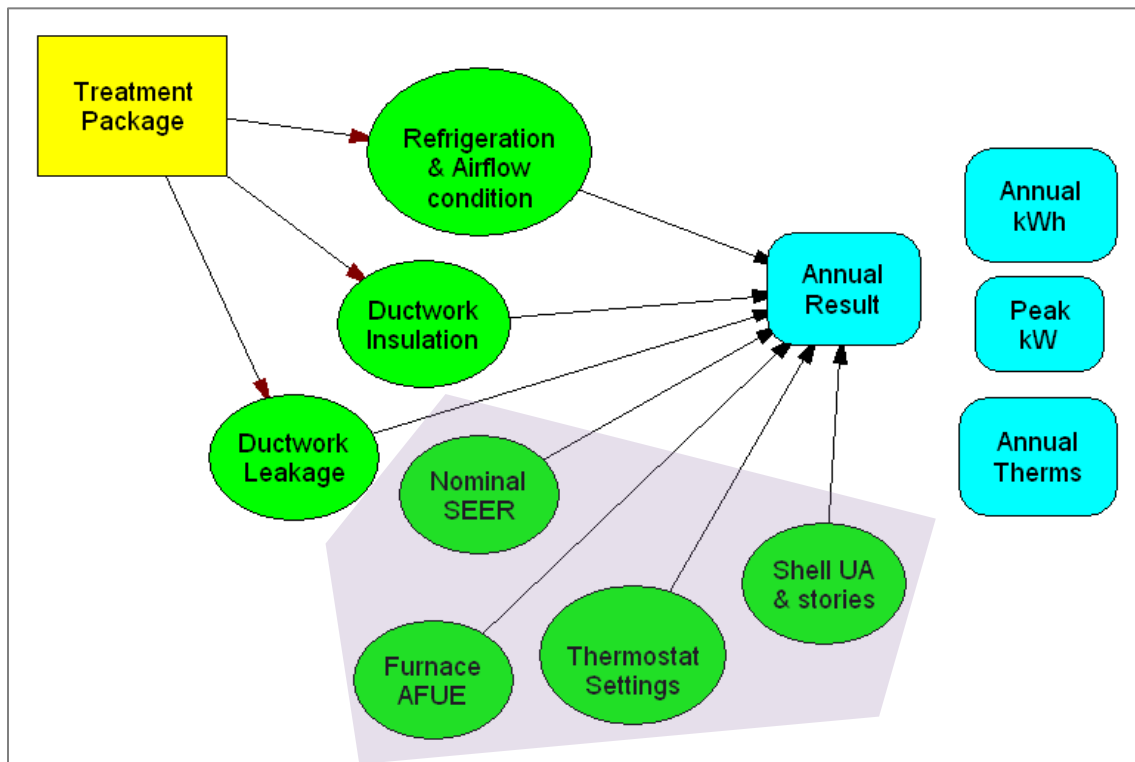 Treatment
Package
Refrigeration
& Airflow
condition
Ductwork
Insulation
Ductwork
Leakage
Nominal
SEER
Furnace
AFUE
Thermostat
Settings
Shell UA
& stories
Annual
Result
Annual
kWh
Peak
kW
Annual
Therms